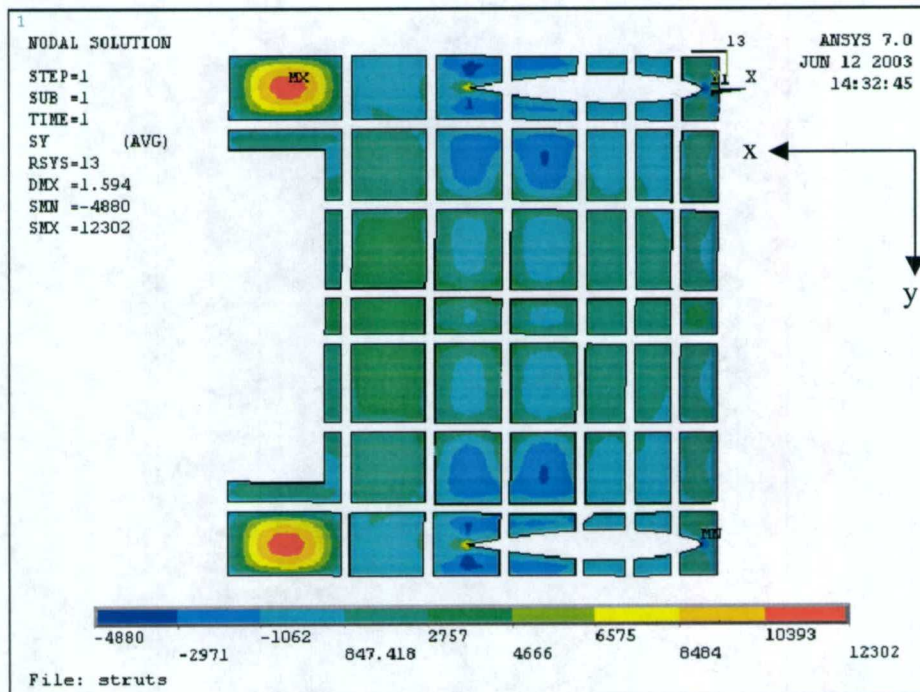 1
NODAL SOLUTION
STEP=1
SUB =1
TIME=1
SY (AVG)
RSYS=13
DMX =1.594
SMN =-4880
SMX =12302
ANSYS 7.0
JUN 12 2003
14:32:45
13
X
MX
x
y
MN
-4880 -1062 2757 6575 10393
-2971 847.418 4666 8484 12302
File: struts